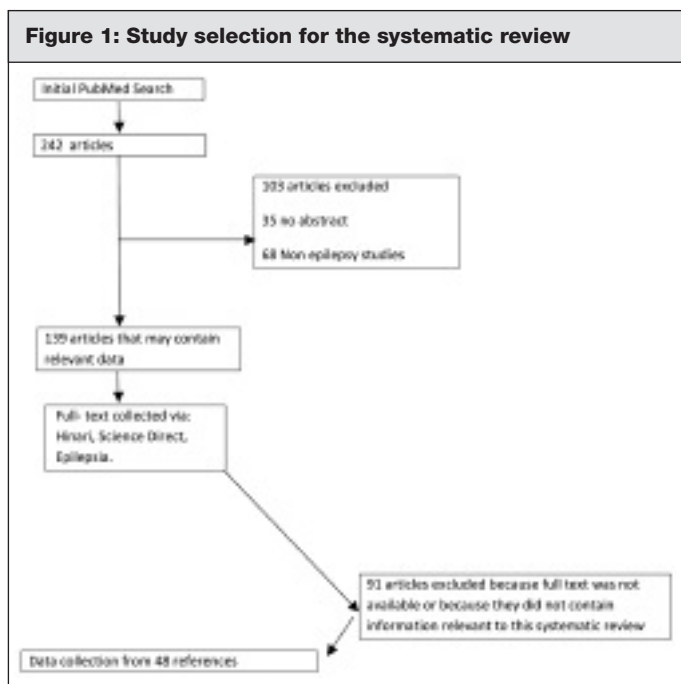 Figure 1: Study selection for the systematic review
Initial PubMed Search
242 articles
103 articles excluded
35 no abstract
68 Non epilepsy studies
139 articles that may contain
relevant data
Full- text collected via:
Hinari, Science Direct,
Epilepsia.
91 articles excluded because full text was not
available or because they did not contain
information relevant to this systematic review
Data collection from 48 references